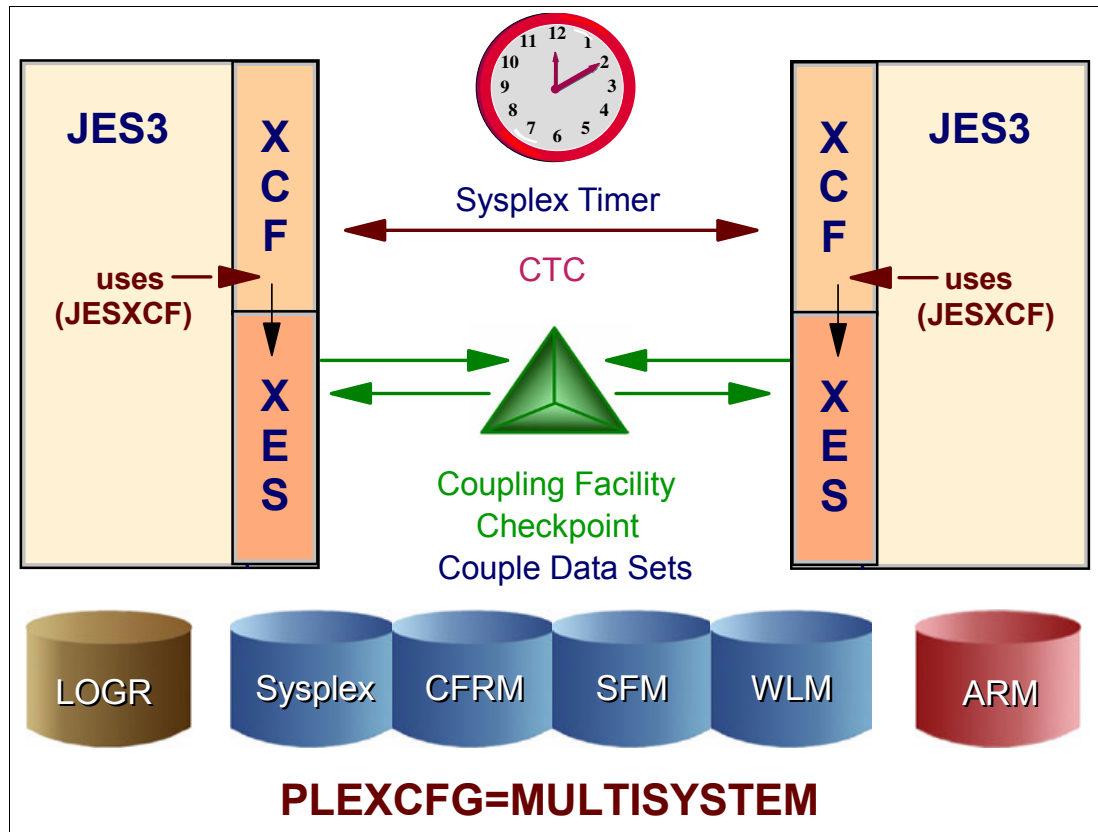 12
1
2
3
4
5
6
7
8
9
10
11
JES3
XCF
uses
(JESXCF)
XES
Sysplex Timer
CTC
JES3
XCF
uses
(JESXCF)
XES
Coupling Facility
Checkpoint
Couple Data Sets
LOGR
Sysplex
CFRM
SFM
WLM
ARM
PLEXCFG=MULTISYSTEM